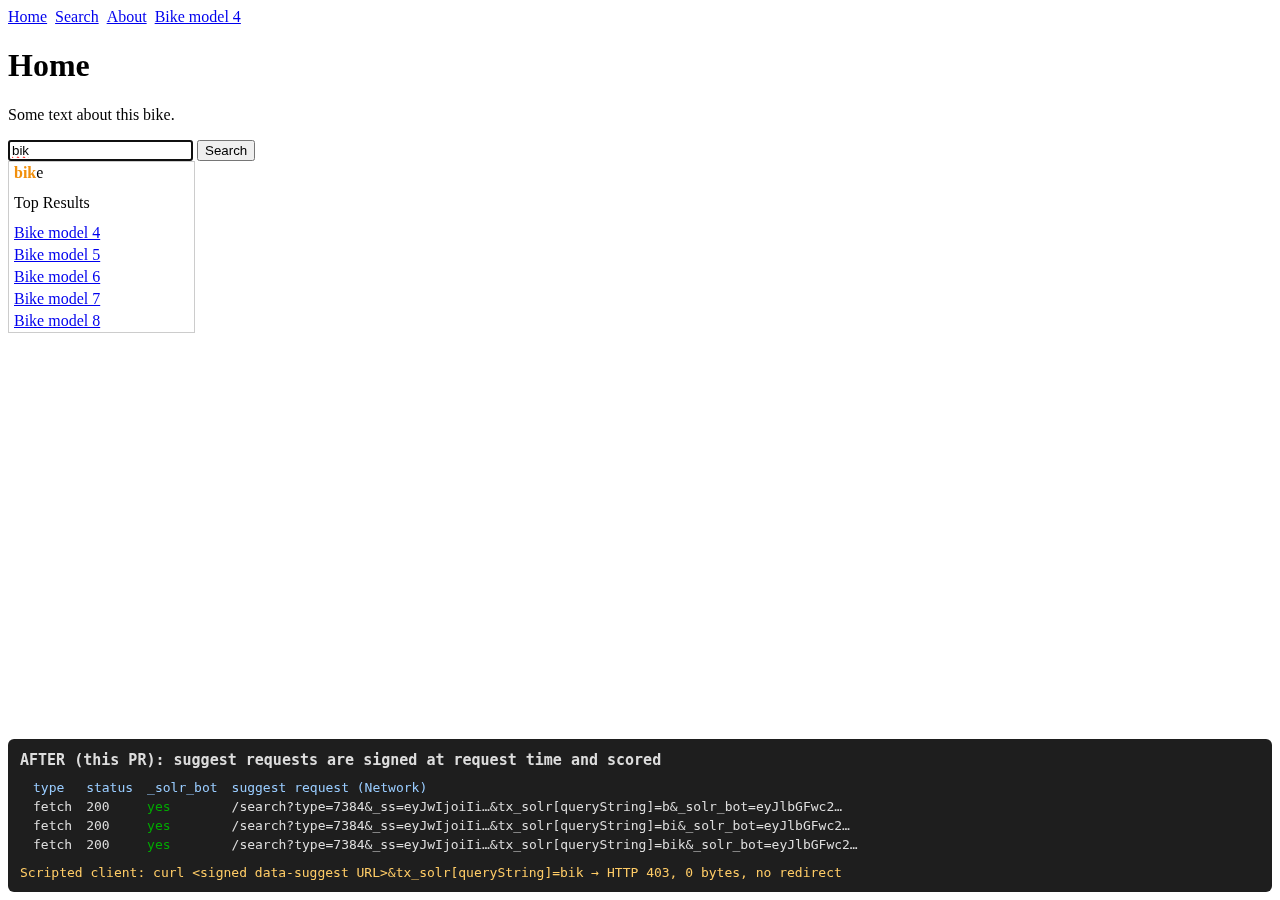 Home Search About Bike model 4
Home
Some text about this bike.
bik Search
bike
Top Results
Bike model 4
Bike model 5
Bike model 6
Bike model 7
Bike model 8
AFTER (this PR): suggest requests are signed at request time and scored
type status _solr_bot suggest request (Network)
fetch 200 yes /search?type=7384&_ss=eyJwIjoiIi…&tx_solr[queryString]=b&_solr_bot=eyJlbGFwc2…
fetch 200 yes /search?type=7384&_ss=eyJwIjoiIi…&tx_solr[queryString]=bi&_solr_bot=eyJlbGFwc2…
fetch 200 yes /search?type=7384&_ss=eyJwIjoiIi…&tx_solr[queryString]=bik&_solr_bot=eyJlbGFwc2…
Scripted client: curl <signed data-suggest URL>&tx_solr[queryString]=bik → HTTP 403, 0 bytes, no redirect